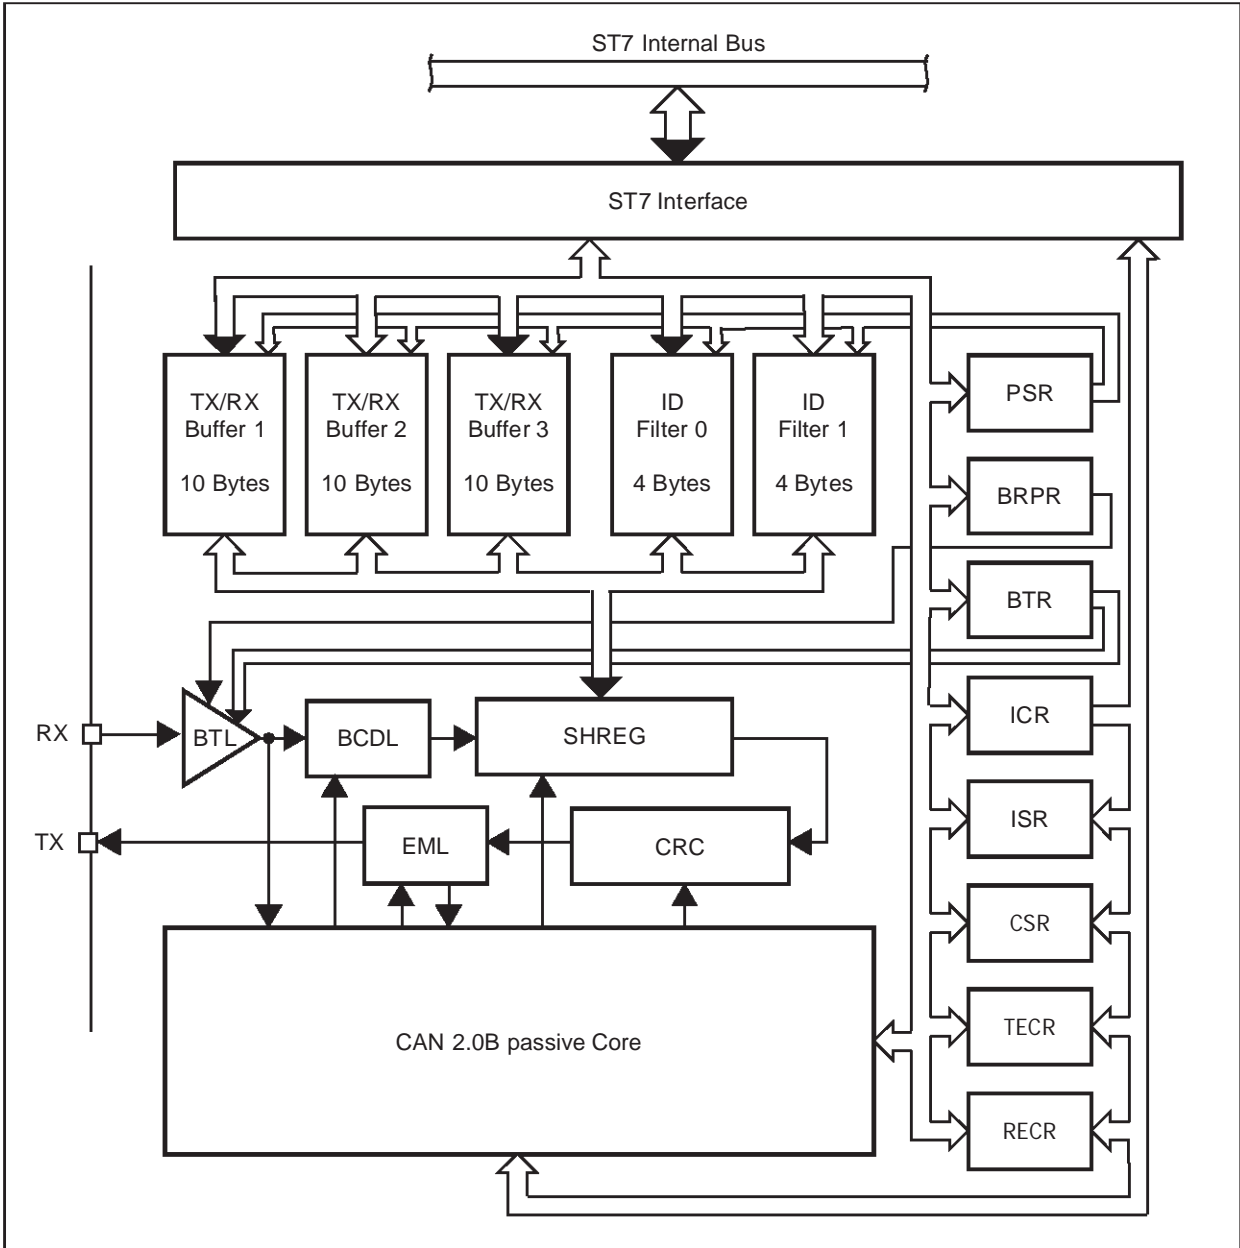 ST7 Internal Bus
ST7 Interface
TX/RX
Buffer 1
10 Bytes
TX/RX
Buffer 2
10 Bytes
TX/RX
Buffer 3
10 Bytes
ID
Filter 0
4 Bytes
ID
Filter 1
4 Bytes
PSR
BRPR
BTR
ICR
ISR
CSR
TECR
RECR
RX
BTL
BCDL
SHREG
TX
EML
CRC
CAN 2.0B passive Core